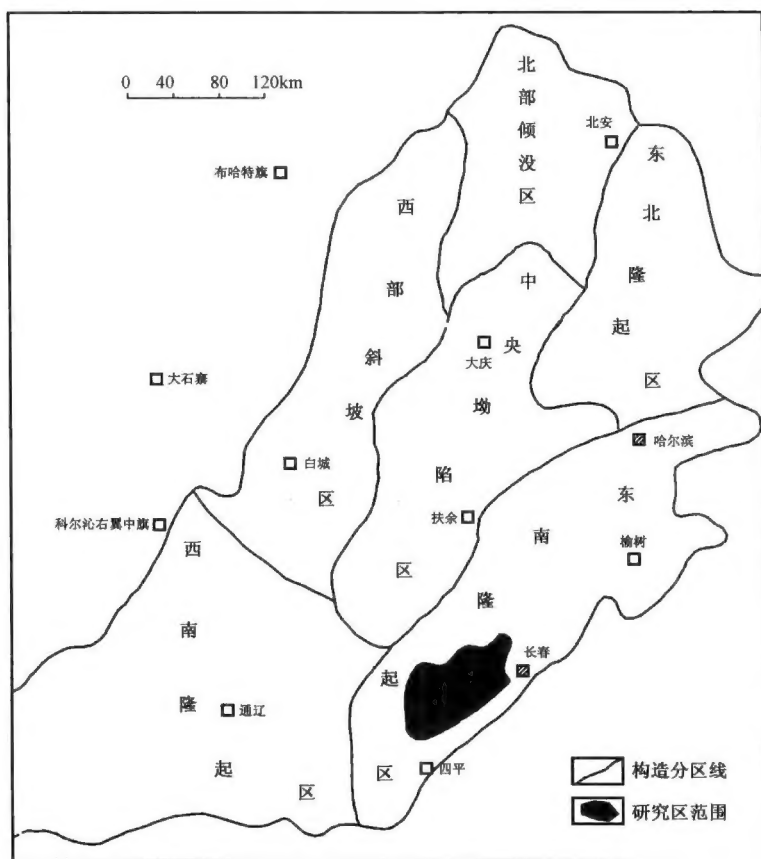 0 40 80 120km
北部倾没区
北安
东北隆起区
布哈特旗
西部斜坡区
中央坳陷区
大庆
大石寨
哈尔滨
白城
扶余
科尔沁右翼中旗
东南隆起区
榆树
西南隆起区
长春
通辽
四平
构造分区线
研究区范围